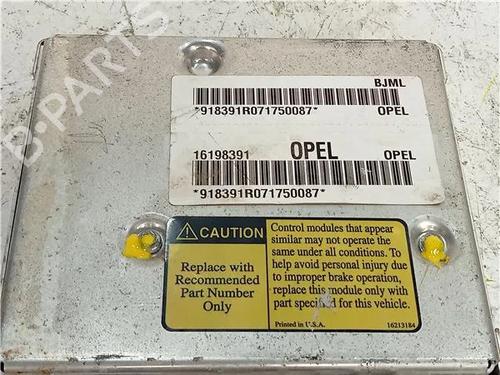 B-PARTS
BJML
*918391R071750087* OPEL
16198391 OPEL OPEL
*918391R071750087*
CAUTION
Replace with
Recommended
Part Number
Only
Control modules that appear
similar may not operate the
same under all conditions. To
help avoid personal injury due
to improper brake operation,
replace this module only with
part specified for this vehicle.
Printed in U.S.A. 16213184